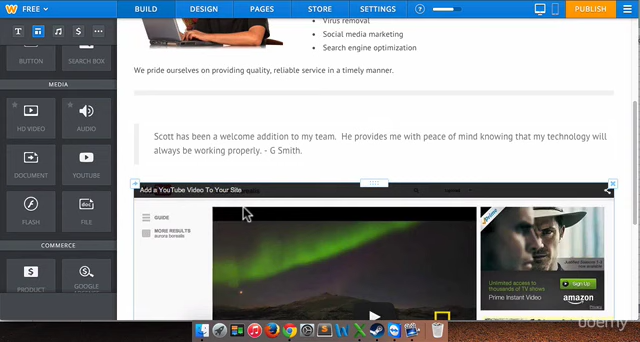 FREE
BUILD
DESIGN
PAGES
STORE
SETTINGS
?
PUBLISH
T
$
BUTTON
SEARCH BOX
MEDIA
HD VIDEO
AUDIO
DOCUMENT
YOUTUBE
FLASH
FILE
COMMERCE
PRODUCT
GOOGLE
• Virus removal
• Social media marketing
• Search engine optimization
We pride ourselves on providing quality, reliable service in a timely manner.
Scott has been a welcome addition to my team. He provides me with peace of mind knowing that my technology will
always be working properly. - G Smith.
Add a YouTube Video To Your Site
GUIDE
MORE RESULTS
aurora borealis
Prime
Unlimited access to
thousands of TV shows
Sign Up
Prime Instant Video
amazon
udemy